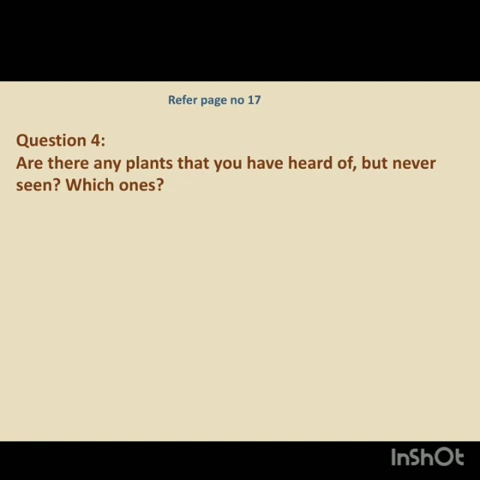 Refer page no 17
Question 4:
Are there any plants that you have heard of, but never
seen? Which ones?
InShOt